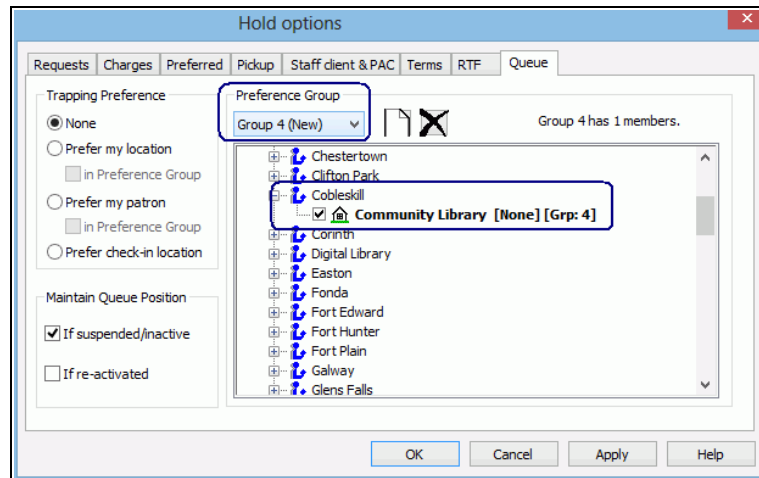 Hold options
Requests Charges Preferred Pickup Staff client & PAC Terms RTF Queue
Trapping Preference
None
Prefer my location
in Preference Group
Prefer my patron
in Preference Group
Prefer check-in location
Maintain Queue Position
If suspended/inactive
If re-activated
Preference Group
Group 4 (New)
Group 4 has 1 members.
Chestertown
Clifton Park
Cobleskill
Community Library [None] [Grp: 4]
Corinth
Digital Library
Easton
Fonda
Fort Edward
Fort Hunter
Fort Plain
Galway
Glens Falls
OK Cancel Apply Help